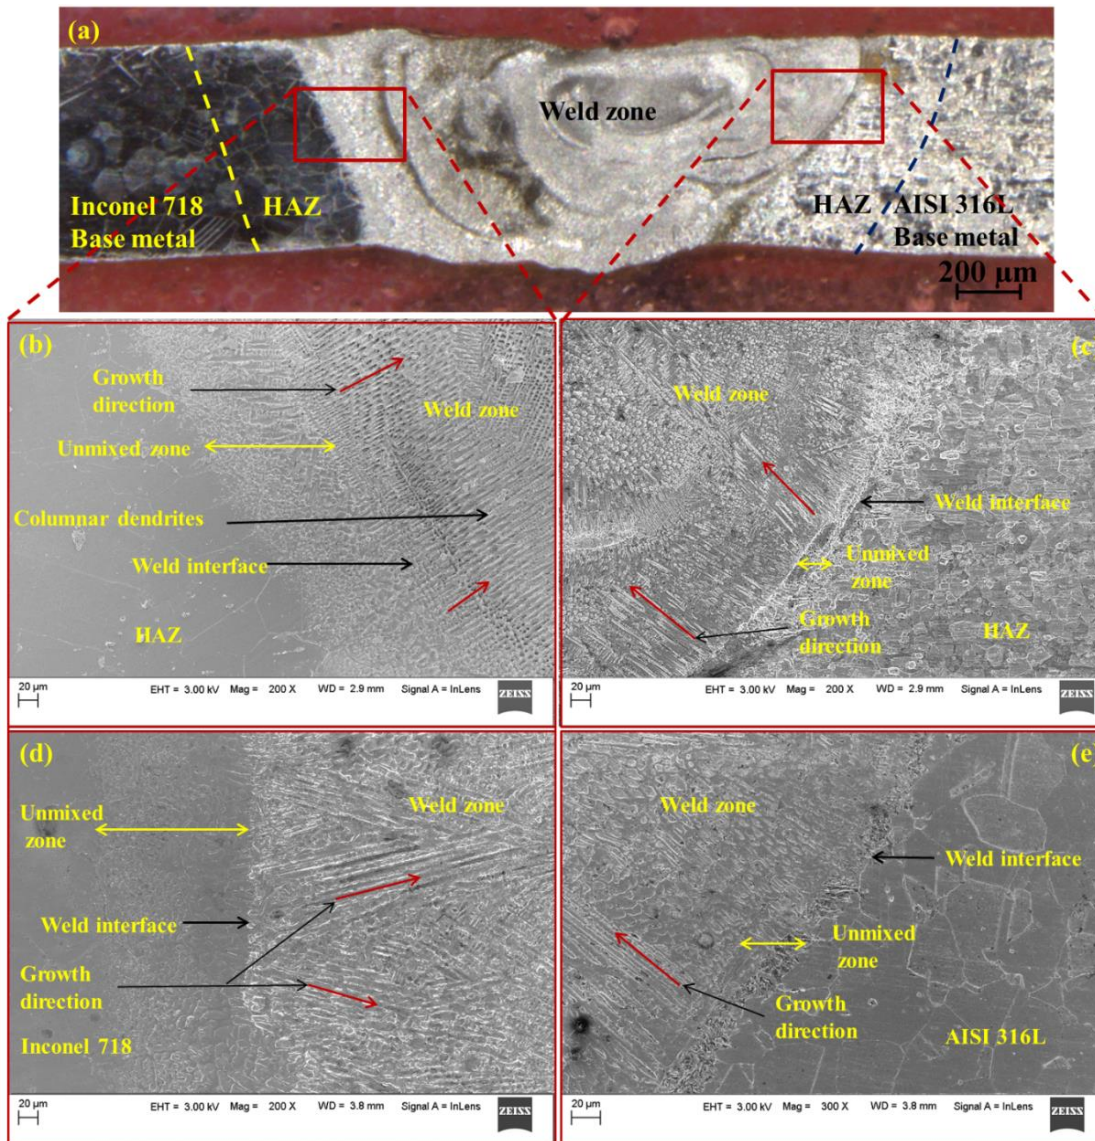 (a)
Weld zone
Inconel 718
Base metal
HAZ
HAZ
AISI 316L
Base metal
200 µm
(b)
Growth
direction
Weld zone
Unmixed zone
Columnar dendrites
Weld interface
HAZ
20 µm
EHT = 3.00 kV Mag = 200 X WD = 2.9 mm Signal A = InLens
ZEISS
(c)
Weld zone
Weld interface
Unmixed
zone
Growth
direction
HAZ
20 µm
EHT = 3.00 kV Mag = 200 X WD = 2.9 mm Signal A = InLens
ZEISS
(d)
Weld zone
Unmixed
zone
Weld interface
Growth
direction
Inconel 718
20 µm
EHT = 3.00 kV Mag = 200 X WD = 3.8 mm Signal A = InLens
ZEISS
(e)
Weld zone
Weld interface
Unmixed
zone
Growth
direction
AISI 316L
20 µm
EHT = 3.00 kV Mag = 300 X WD = 3.8 mm Signal A = InLens
ZEISS